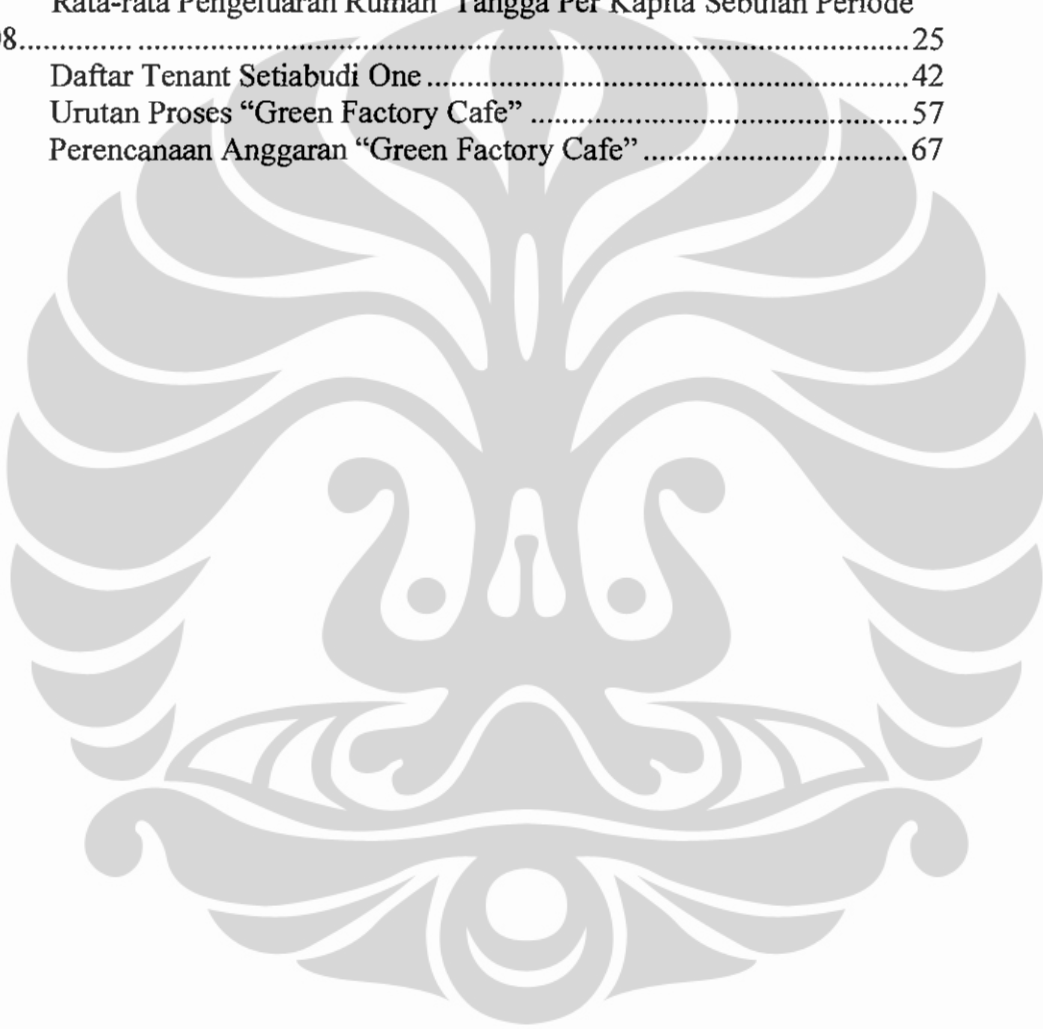 Rata-rata Pengeluaran Rumah Tangga Per Kapita Sebulan Periode
08............. ........................................................................................25
Daftar Tenant Setiabudi One.......................................................42
Urutan Proses “Green Factory Cafe” ...........................................57
Perencanaan Anggaran “Green Factory Cafe”..............................67